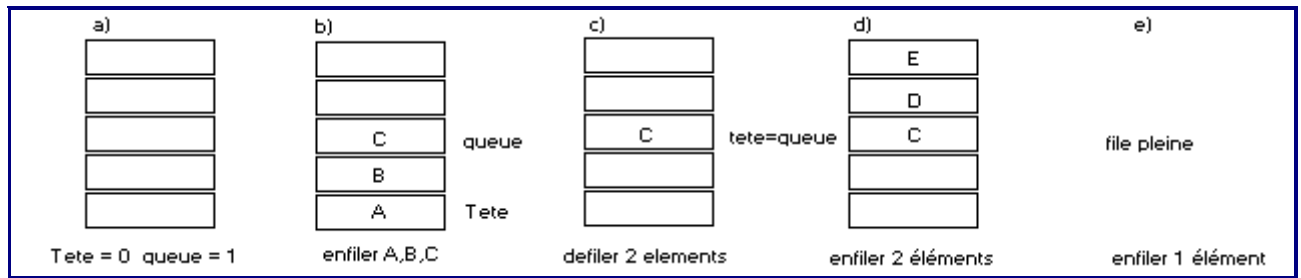 a)
Tete = 0 queue = 1
b)
C queue
B
A Tete
enfiler A,B,C
c)
C tete=queue
defiler 2 elements
d)
E
D
C
enfiler 2 éléments
e)
file pleine
enfiler 1 élément